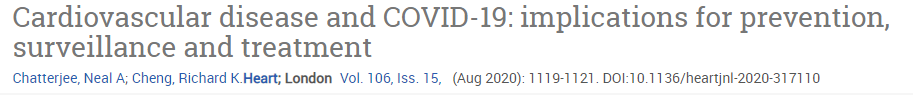 Cardiovascular disease and COVID-19: implications for prevention,
surveillance and treatment
Chatterjee, Neal A; Cheng, Richard K.Heart; London Vol. 106, Iss. 15, (Aug 2020): 1119-1121. DOI:10.1136/heartjnl-2020-317110